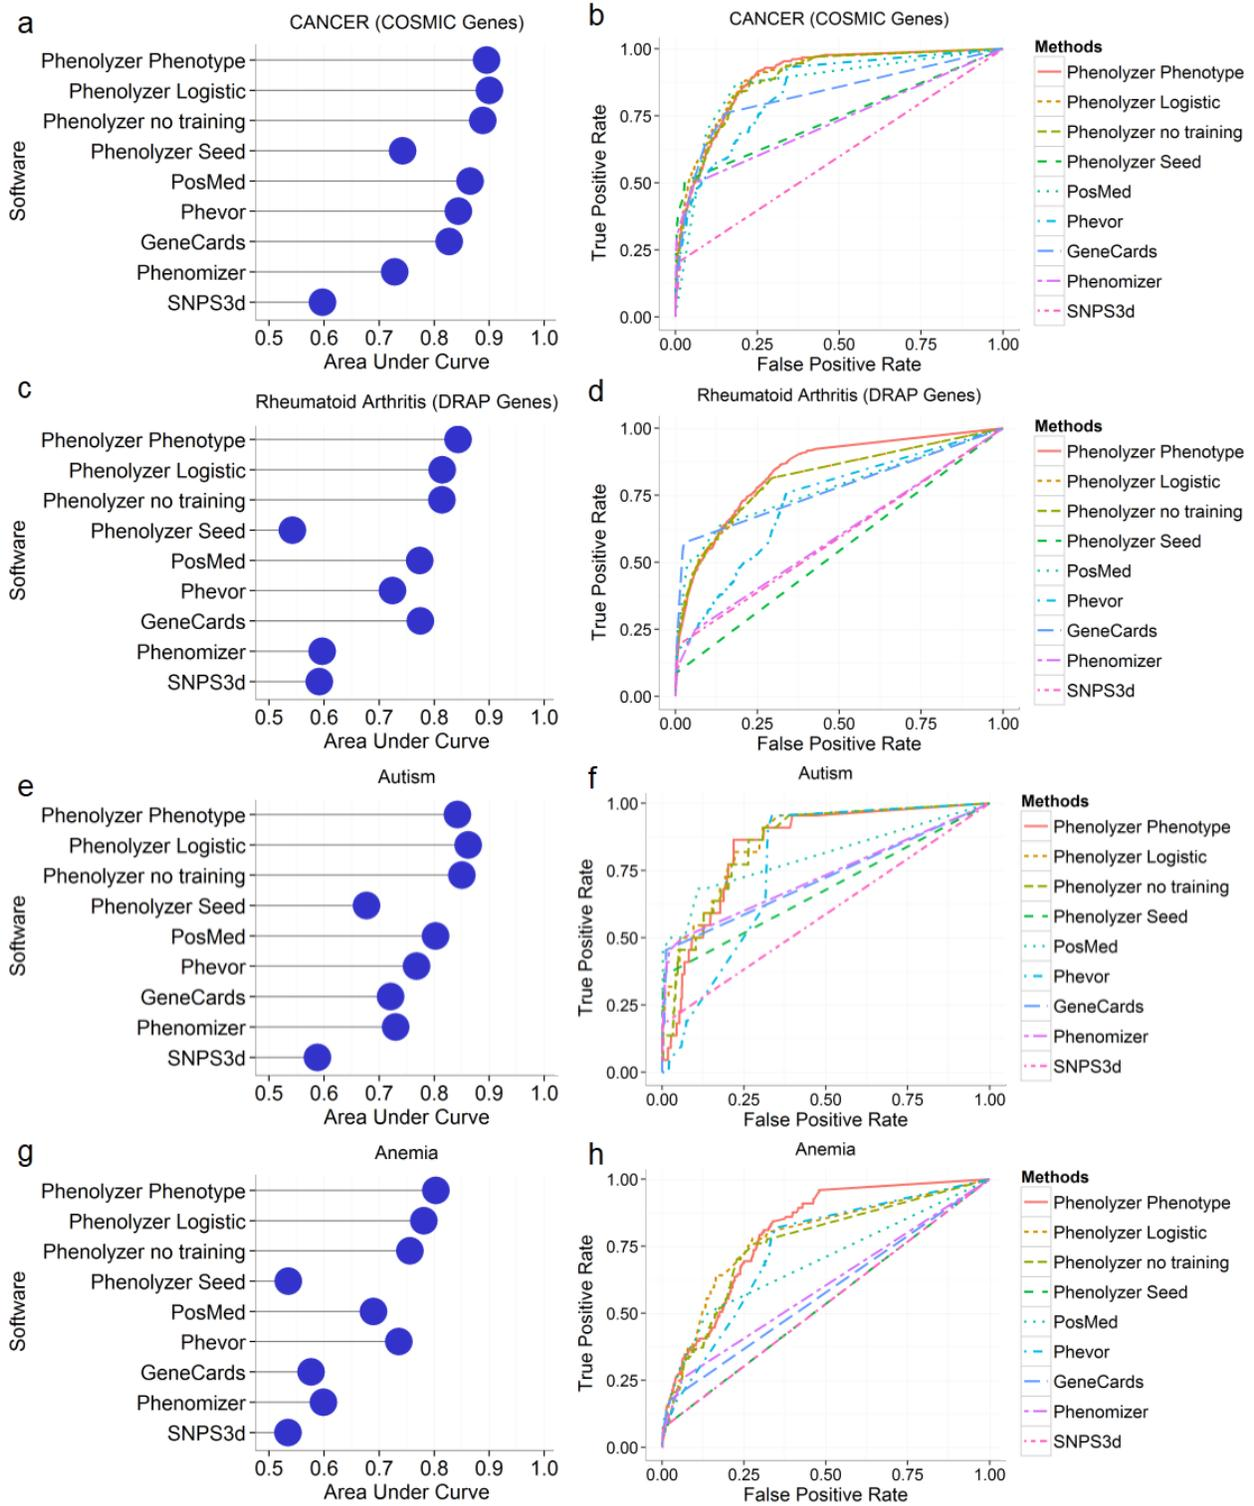 a
CANCER (COSMIC Genes)
Software
Phenolyzer Phenotype
Phenolyzer Logistic
Phenolyzer no training
Phenolyzer Seed
PosMed
Phevor
GeneCards
Phenomizer
SNPS3d
0.5 0.6 0.7 0.8 0.9 1.0
Area Under Curve
b
CANCER (COSMIC Genes)
True Positive Rate
1.00
0.75
0.50
0.25
0.00
0.00 0.25 0.50 0.75 1.00
False Positive Rate
Methods
Phenolyzer Phenotype
Phenolyzer Logistic
Phenolyzer no training
Phenolyzer Seed
PosMed
Phevor
GeneCards
Phenomizer
SNPS3d
c
Rheumatoid Arthritis (DRAP Genes)
Software
Phenolyzer Phenotype
Phenolyzer Logistic
Phenolyzer no training
Phenolyzer Seed
PosMed
Phevor
GeneCards
Phenomizer
SNPS3d
0.5 0.6 0.7 0.8 0.9 1.0
Area Under Curve
d
Rheumatoid Arthritis (DRAP Genes)
True Positive Rate
1.00
0.75
0.50
0.25
0.00
0.00 0.25 0.50 0.75 1.00
False Positive Rate
Methods
Phenolyzer Phenotype
Phenolyzer Logistic
Phenolyzer no training
Phenolyzer Seed
PosMed
Phevor
GeneCards
Phenomizer
SNPS3d
e
Autism
Software
Phenolyzer Phenotype
Phenolyzer Logistic
Phenolyzer no training
Phenolyzer Seed
PosMed
Phevor
GeneCards
Phenomizer
SNPS3d
0.5 0.6 0.7 0.8 0.9 1.0
Area Under Curve
f
Autism
True Positive Rate
1.00
0.75
0.50
0.25
0.00
0.00 0.25 0.50 0.75 1.00
False Positive Rate
Methods
Phenolyzer Phenotype
Phenolyzer Logistic
Phenolyzer no training
Phenolyzer Seed
PosMed
Phevor
GeneCards
Phenomizer
SNPS3d
g
Anemia
Software
Phenolyzer Phenotype
Phenolyzer Logistic
Phenolyzer no training
Phenolyzer Seed
PosMed
Phevor
GeneCards
Phenomizer
SNPS3d
0.5 0.6 0.7 0.8 0.9 1.0
Area Under Curve
h
Anemia
True Positive Rate
1.00
0.75
0.50
0.25
0.00
0.00 0.25 0.50 0.75 1.00
False Positive Rate
Methods
Phenolyzer Phenotype
Phenolyzer Logistic
Phenolyzer no training
Phenolyzer Seed
PosMed
Phevor
GeneCards
Phenomizer
SNPS3d